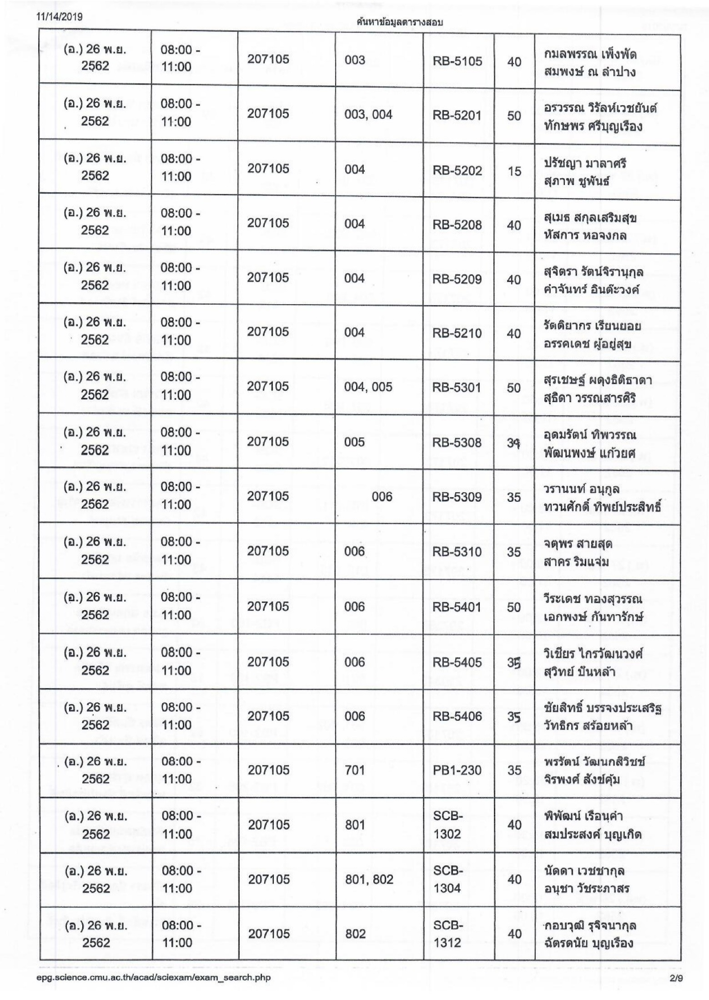 11/14/2019
ค้นหาข้อมูลตารางสอบ
(อ.) 26 พ.ย. 2562 08:00 - 11:00 207105 003 RB-5105 40 กมลพรรณ เพ็งพัด สมพงษ์ ณ ลำปาง
(อ.) 26 พ.ย. 2562 08:00 - 11:00 207105 003, 004 RB-5201 50 อรวรรณ วิรัลห์เวชยันต์ ทักษพร ศรีบุญเรือง
(อ.) 26 พ.ย. 2562 08:00 - 11:00 207105 004 RB-5202 15 ปรัชญา มาลาศรี สุภาพ ชูพันธ์
(อ.) 26 พ.ย. 2562 08:00 - 11:00 207105 004 RB-5208 40 สุเมธ สกุลเสริมสุข หัสการ หอจงกล
(อ.) 26 พ.ย. 2562 08:00 - 11:00 207105 004 RB-5209 40 สุจิตรา รัตน์จิรานุกุล คำจันทร์ อินต๊ะวงค์
(อ.) 26 พ.ย. 2562 08:00 - 11:00 207105 004 RB-5210 40 รัตติยากร เรียนยอย อรรคเดช ผู้อยู่สุข
(อ.) 26 พ.ย. 2562 08:00 - 11:00 207105 004, 005 RB-5301 50 สุรเชษฐ์ ผดุงธิติธาดา สุธิดา วรรณสารศิริ
(อ.) 26 พ.ย. 2562 08:00 - 11:00 207105 005 RB-5308 39 อุดมรัตน์ ทิพวรรณ พัฒนพงษ์ แก้วยศ
(อ.) 26 พ.ย. 2562 08:00 - 11:00 207105 006 RB-5309 35 วรานนท์ อนุกูล ทวนศักดิ์ ทิพย์ประสิทธิ์
(อ.) 26 พ.ย. 2562 08:00 - 11:00 207105 006 RB-5310 35 จตุพร สายสุด สาคร ริมแจ่ม
(อ.) 26 พ.ย. 2562 08:00 - 11:00 207105 006 RB-5401 50 วีระเดช ทองสุวรรณ เอกพงษ์ กันทารักษ์
(อ.) 26 พ.ย. 2562 08:00 - 11:00 207105 006 RB-5405 35 วิเชียร ไกรวัฒนวงศ์ สุวิทย์ ปันหล้า
(อ.) 26 พ.ย. 2562 08:00 - 11:00 207105 006 RB-5406 35 ชัยสิทธิ์ บรรจงประเสริฐ วัทธิกร สร้อยหล้า
(อ.) 26 พ.ย. 2562 08:00 - 11:00 207105 701 PB1-230 35 พรรัตน์ วัฒนกสิวิชช์ จิรพงศ์ สังข์คุ้ม
(อ.) 26 พ.ย. 2562 08:00 - 11:00 207105 801 SCB-1302 40 พิพัฒน์ เรือนคำ สมประสงค์ บุญเกิด
(อ.) 26 พ.ย. 2562 08:00 - 11:00 207105 801, 802 SCB-1304 40 นัดดา เวชชากุล อนุชา วัชระภาสร
(อ.) 26 พ.ย. 2562 08:00 - 11:00 207105 802 SCB-1312 40 กอบวุฒิ รุจิจนากุล ฉัตรดนัย บุญเรือง
epg.science.cmu.ac.th/acad/sciexam/exam_search.php
2/9